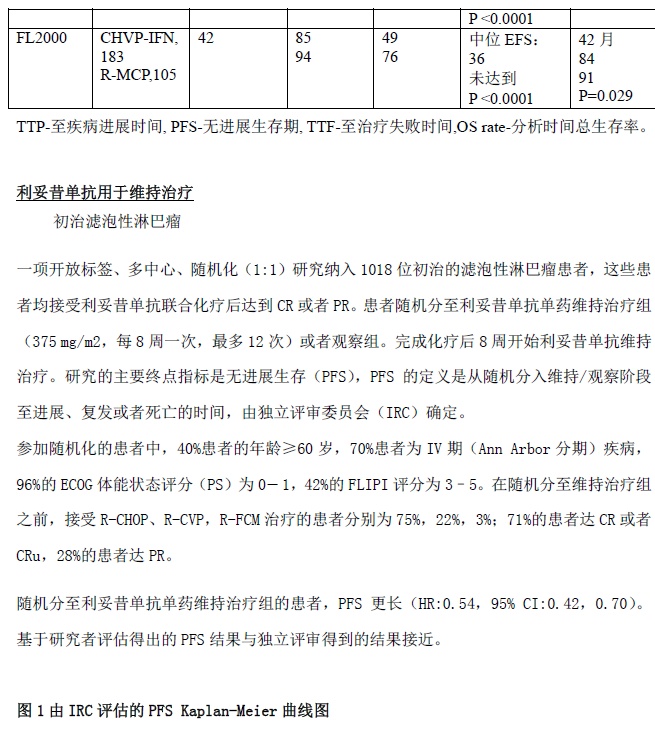 P <0.0001
FL2000 CHVP-IFN, 42 85 49 中位 EFS： 42 月
183 94 76 36 84
R-MCP,105 未达到 91
P <0.0001 P=0.029
TTP-至疾病进展时间, PFS-无进展生存期, TTF-至治疗失败时间,OS rate-分析时间总生存率。
利妥昔单抗用于维持治疗
初治滤泡性淋巴瘤
一项开放标签、多中心、随机化（1:1）研究纳入 1018 位初治的滤泡性淋巴瘤患者，这些患
者均接受利妥昔单抗联合化疗后达到 CR 或者 PR。患者随机分至利妥昔单抗单药维持治疗组
（375 mg/m2，每 8 周一次，最多 12 次）或者观察组。完成化疗后 8 周开始利妥昔单抗维持
治疗。研究的主要终点指标是无进展生存（PFS），PFS 的定义是从随机分入维持/观察阶段
至进展、复发或者死亡的时间，由独立评审委员会（IRC）确定。
参加随机化的患者中，40%患者的年龄≥60 岁，70%患者为 IV 期（Ann Arbor 分期）疾病，
96%的 ECOG 体能状态评分（PS）为 0－1，42%的 FLIPI 评分为 3–5。在随机分至维持治疗组
之前，接受 R-CHOP、R-CVP，R-FCM 治疗的患者分别为 75%，22%，3%；71%的患者达 CR 或者
CRu，28%的患者达 PR。
随机分至利妥昔单抗单药维持治疗组的患者，PFS 更长（HR:0.54，95% CI:0.42，0.70）。
基于研究者评估得出的 PFS 结果与独立评审得到的结果接近。
图 1 由 IRC 评估的 PFS Kaplan-Meier 曲线图